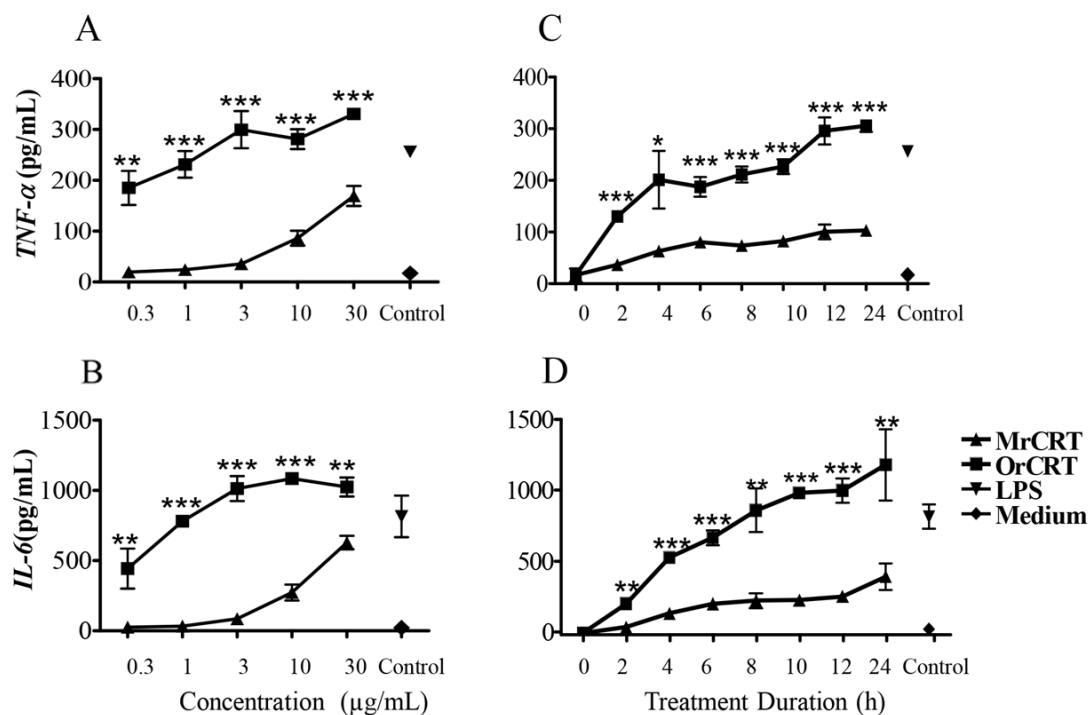 A
TNF-α (pg/mL)
400
300
200
100
0
** *** *** *** ***
0.3 1 3 10 30 Control
C
400
300
200
100
0
*** * *** *** *** *** ***
0 2 4 6 8 10 12 24 Control
B
IL-6(pg/mL)
1500
1000
500
0
** *** *** *** **
0.3 1 3 10 30 Control
Concentration (µg/mL)
D
1500
1000
500
0
** *** *** ** *** *** **
0 2 4 6 8 10 12 24 Control
Treatment Duration (h)
MrCRT
OrCRT
LPS
Medium